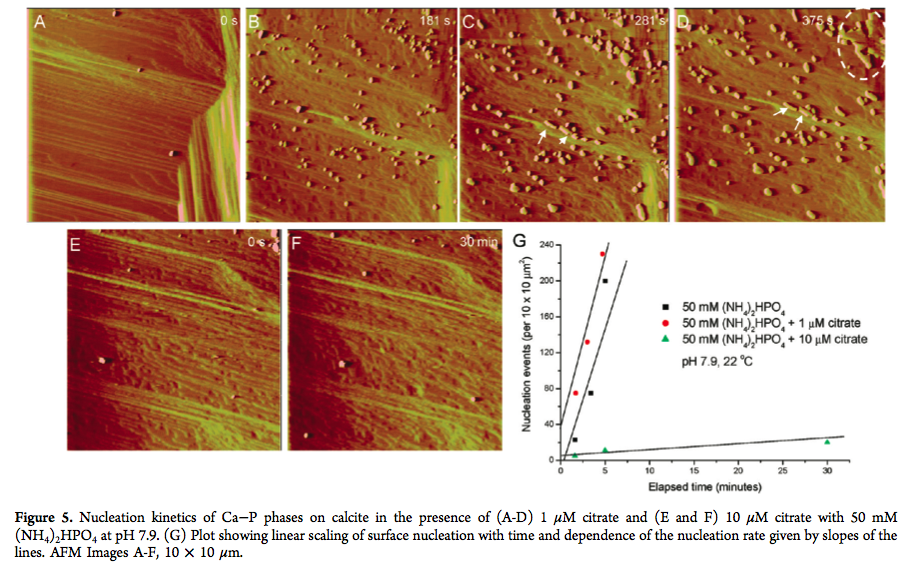 A 0 s
B 181 s
C 281 s
D 375 s
E 0 s
F 30 min
G
Nucleation events (per 10 x 10 μm²)
240
200
160
120
80
40
0
0 5 10 15 20 25 30
Elapsed time (minutes)
50 mM (NH₄)₂HPO₄
50 mM (NH₄)₂HPO₄ + 1 μM citrate
50 mM (NH₄)₂HPO₄ + 10 μM citrate
pH 7.9, 22 °C
Figure 5. Nucleation kinetics of Ca−P phases on calcite in the presence of (A-D) 1 μM citrate and (E and F) 10 μM citrate with 50 mM
(NH₄)₂HPO₄ at pH 7.9. (G) Plot showing linear scaling of surface nucleation with time and dependence of the nucleation rate given by slopes of the
lines. AFM Images A-F, 10 × 10 μm.